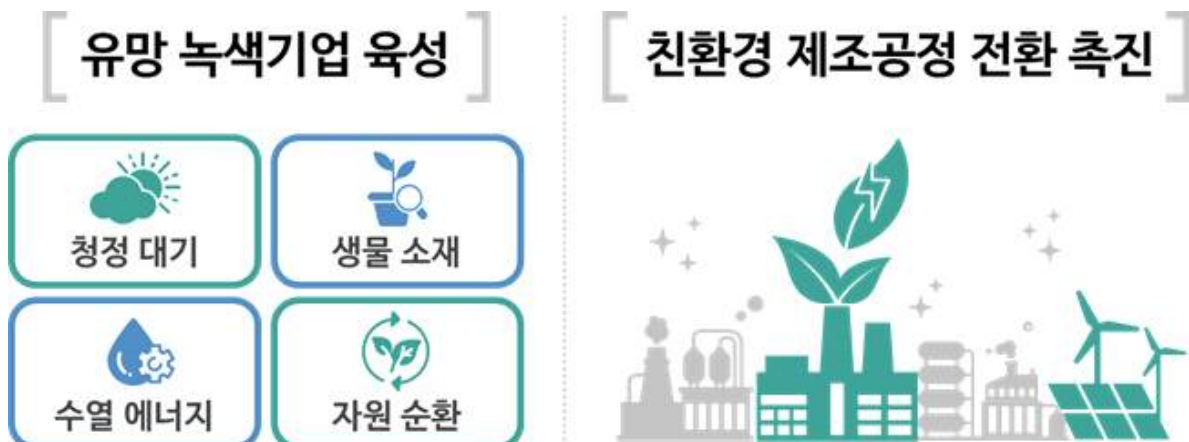 유망 녹색기업 육성
청정 대기
생물 소재
수열 에너지
자원 순환
친환경 제조공정 전환 촉진